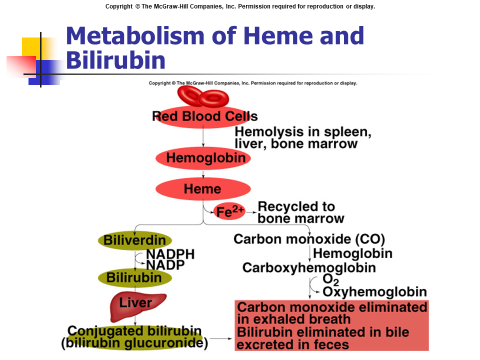 Copyright © The McGraw-Hill Companies, Inc. Permission required for reproduction or display.
Metabolism of Heme and
Bilirubin
Copyright © The McGraw-Hill Companies, Inc. Permission required for reproduction or display.
Red Blood Cells
Hemolysis in spleen,
liver, bone marrow
Hemoglobin
Heme
Fe2+
Recycled to
bone marrow
Biliverdin
NADPH
NADP
Bilirubin
Liver
Conjugated bilirubin
(bilirubin glucuronide)
Carbon monoxide (CO)
Hemoglobin
Carboxyhemoglobin
O2
Oxyhemoglobin
Carbon monoxide eliminated
in exhaled breath
Bilirubin eliminated in bile
excreted in feces